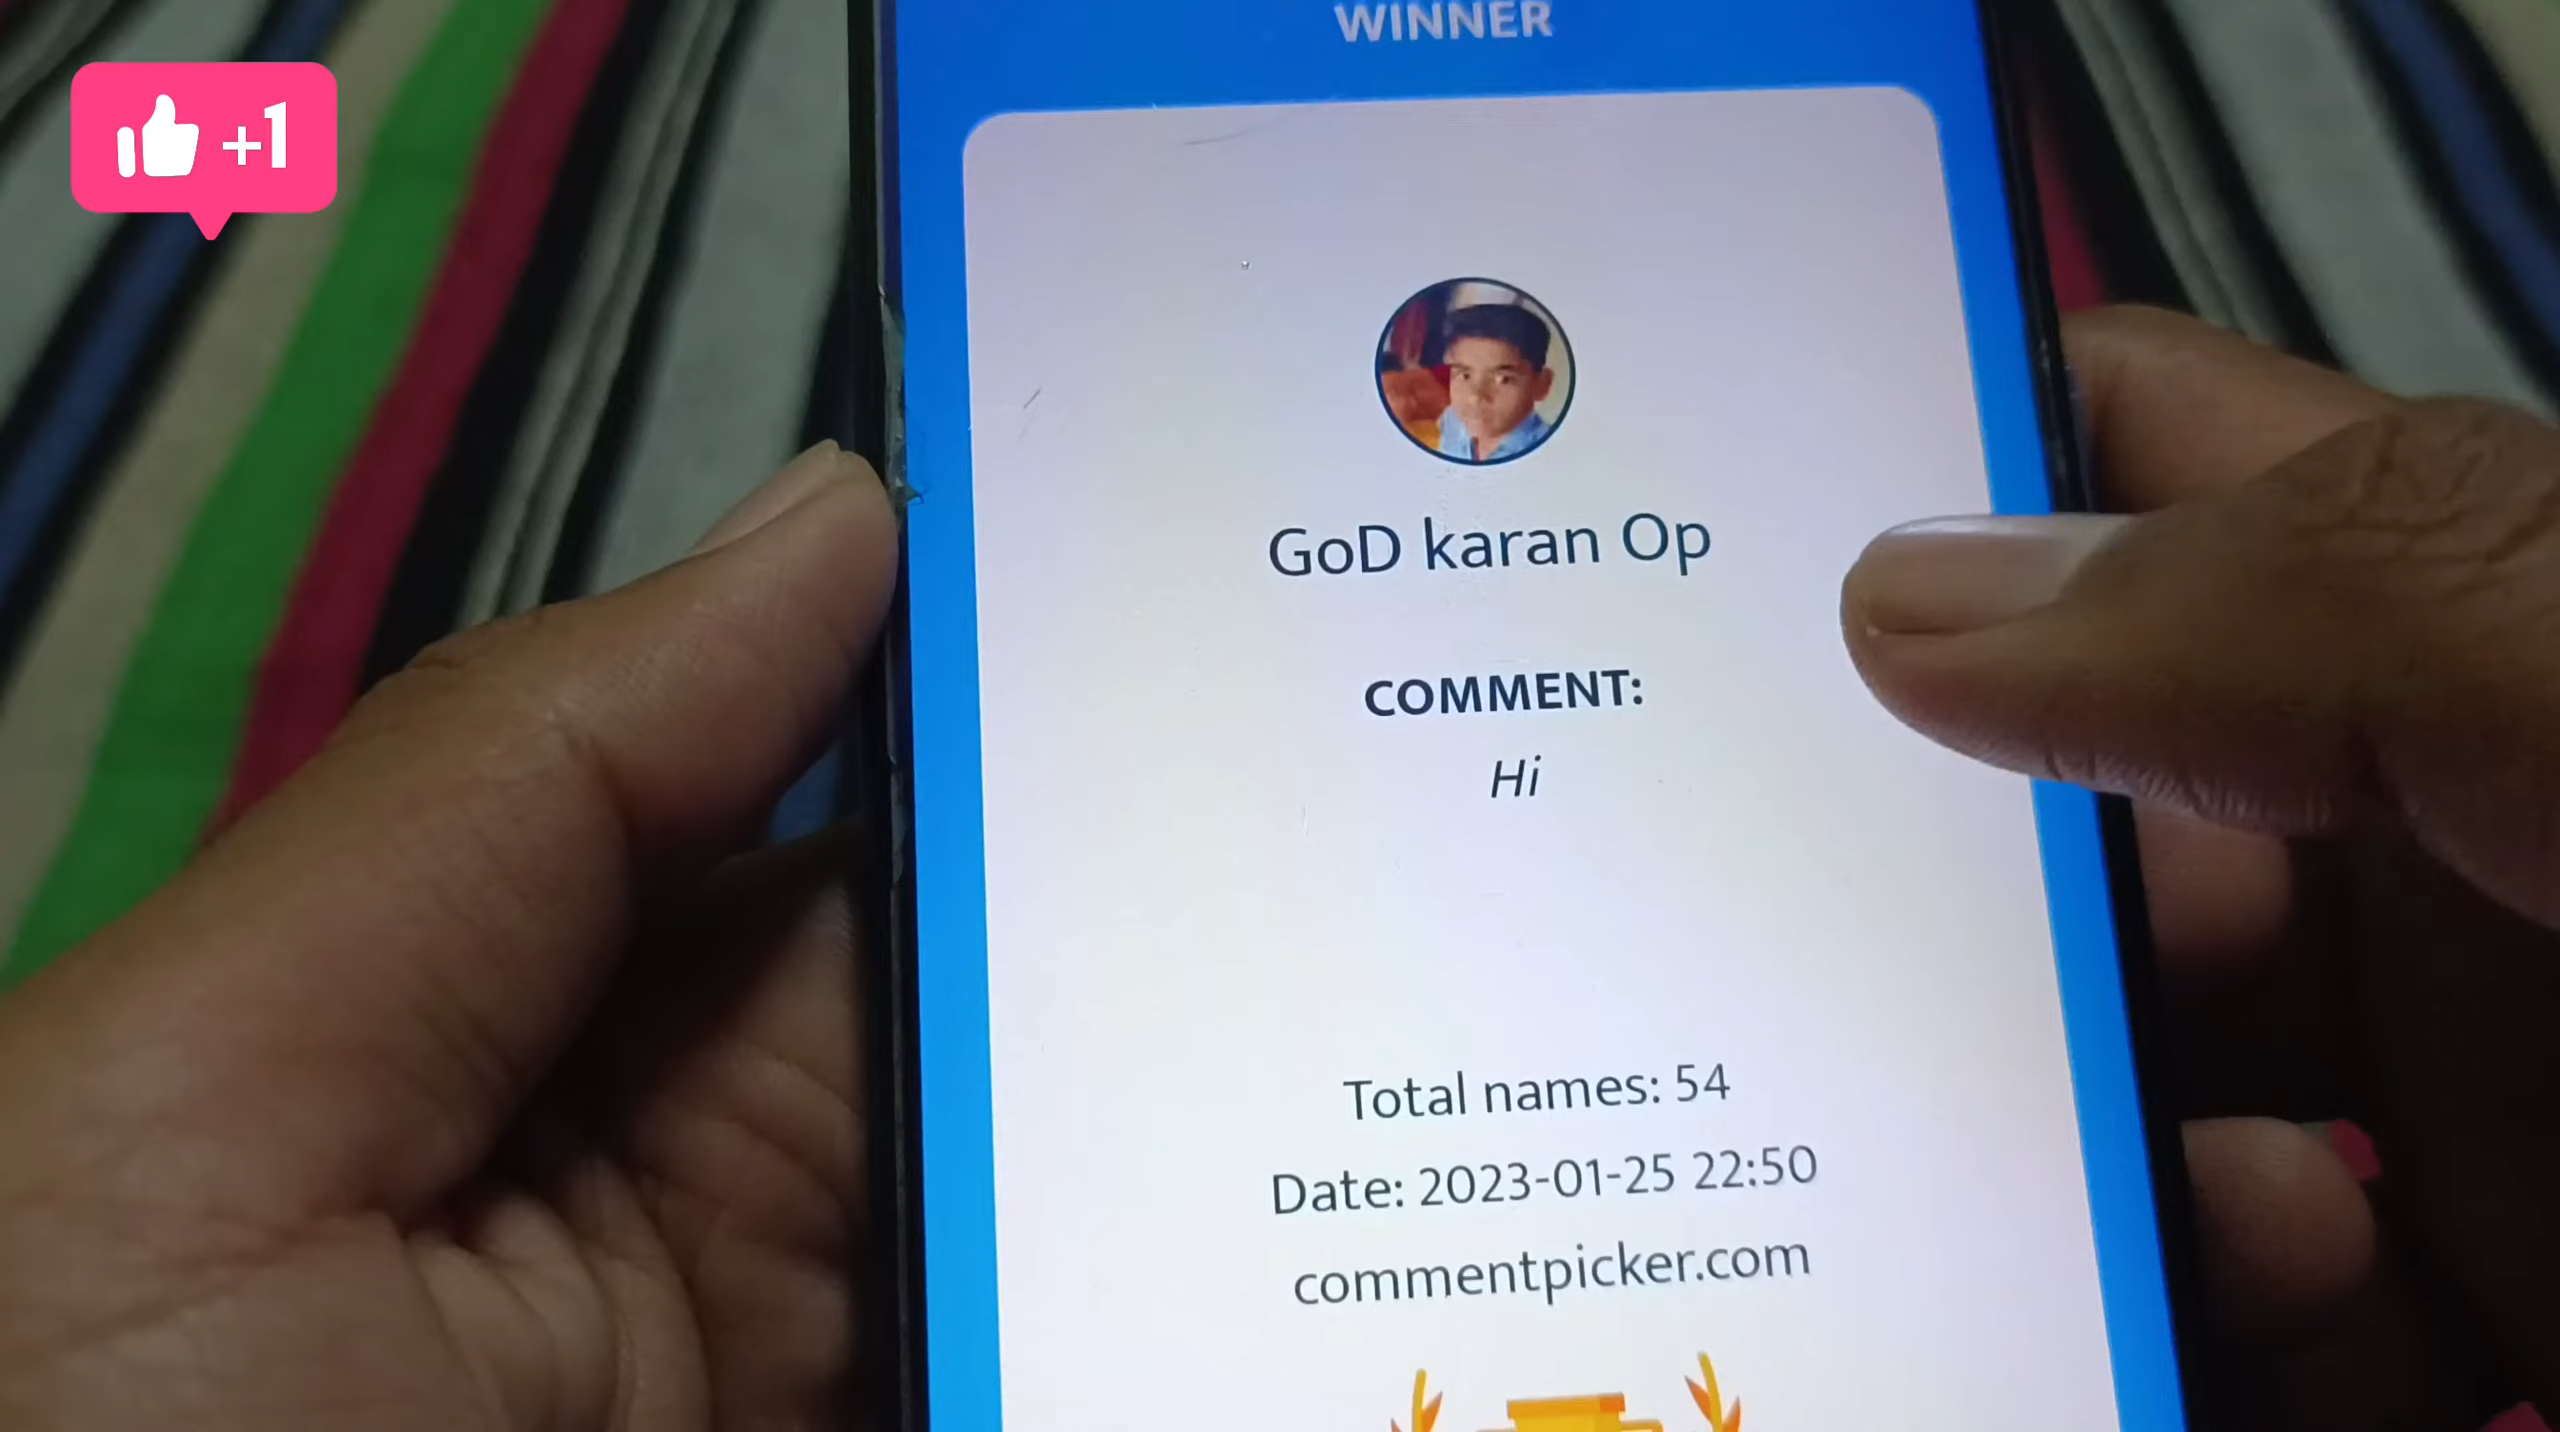 WINNER
+1
GoD karan Op
COMMENT:
Hi
Total names: 54
Date: 2023-01-25 22:50
commentpicker.com